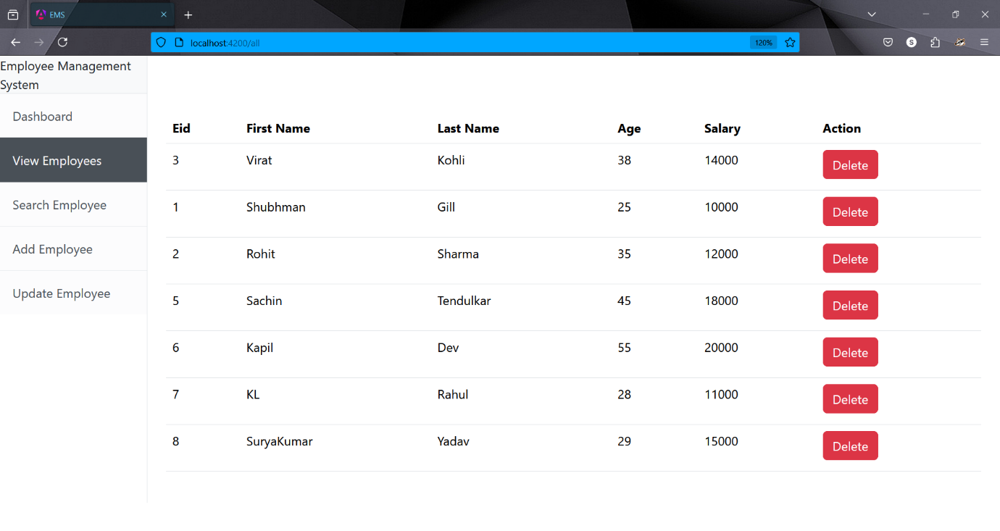 EMS
localhost:4200/all
120%
S
Employee Management
System
Dashboard
View Employees
Search Employee
Add Employee
Update Employee
Eid First Name Last Name Age Salary Action
3 Virat Kohli 38 14000 Delete
1 Shubhman Gill 25 10000 Delete
2 Rohit Sharma 35 12000 Delete
5 Sachin Tendulkar 45 18000 Delete
6 Kapil Dev 55 20000 Delete
7 KL Rahul 28 11000 Delete
8 SuryaKumar Yadav 29 15000 Delete